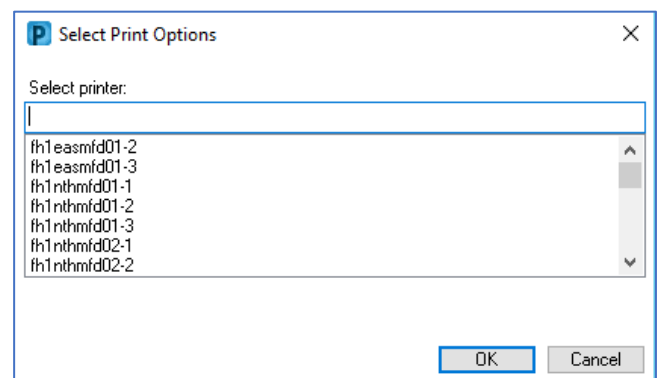 P Select Print Options
Select printer:
fh1easmfd01-2
fh1easmfd01-3
fh1nthmfd01-1
fh1nthmfd01-2
fh1nthmfd01-3
fh1nthmfd02-1
fh1nthmfd02-2
OK Cancel